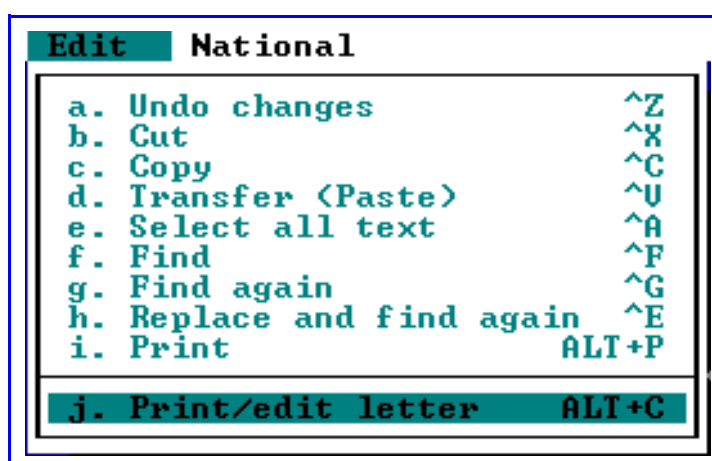 Edit National
a. Undo changes ^Z
b. Cut ^X
c. Copy ^C
d. Transfer (Paste) ^V
e. Select all text ^A
f. Find ^F
g. Find again ^G
h. Replace and find again ^E
i. Print ALT+P
j. Print/edit letter ALT+C